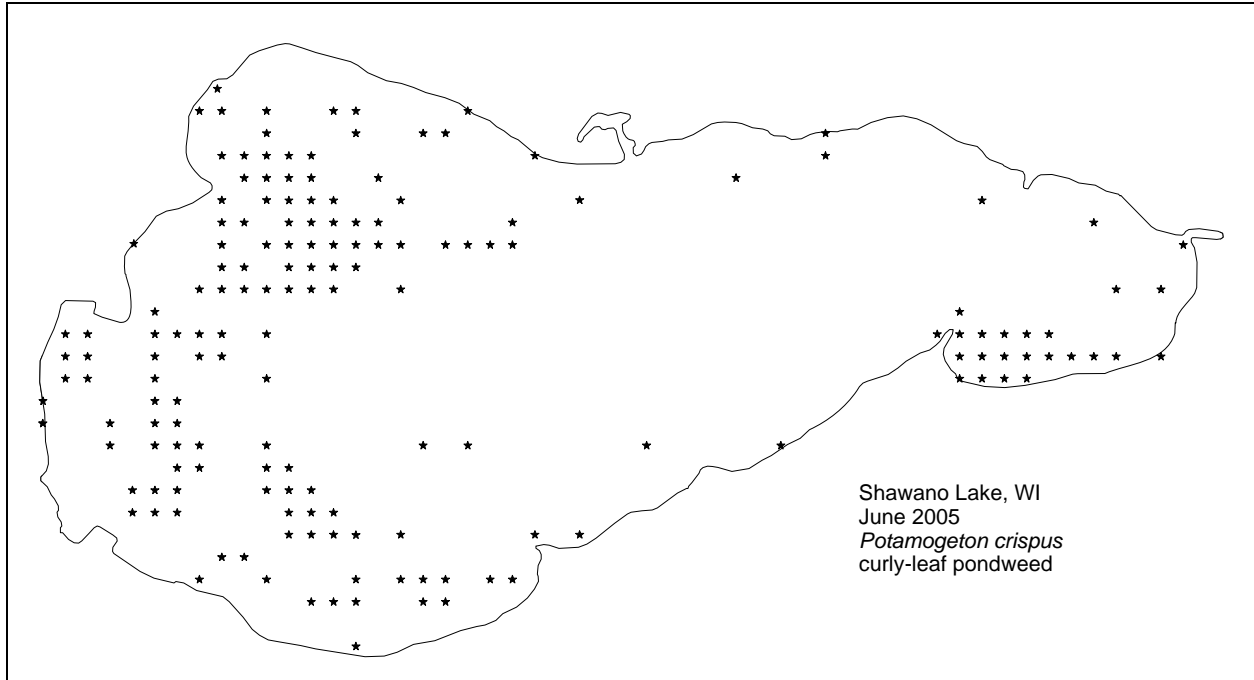 Shawano Lake, WI
June 2005
Potamogeton crispus
curly-leaf pondweed